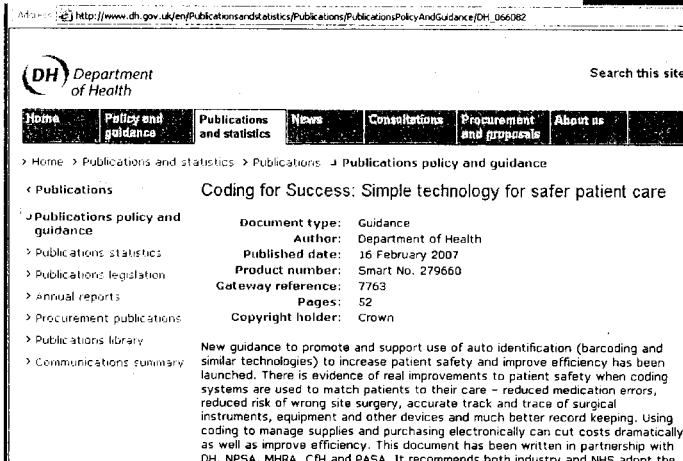 Address http://www.dh.gov.uk/en/Publicationsandstatistics/Publications/PublicationsPolicyAndGuidance/DH_066082
DH Department
of Health
Search this site
Home
Policy and
guidance
Publications
and statistics
News
Consultations
Procurement
and proposals
About us
> Home > Publications and statistics > Publications Publications policy and guidance
< Publications
Publications policy and
guidance
> Publications statistics
> Publications legislation
> Annual reports
> Procurement publications
> Publications library
> Communications summary
Coding for Success: Simple technology for safer patient care
Document type: Guidance
Author: Department of Health
Published date: 16 February 2007
Product number: Smart No. 279660
Gateway reference: 7763
Pages: 52
Copyright holder: Crown
New guidance to promote and support use of auto identification (barcoding and
similar technologies) to increase patient safety and improve efficiency has been
launched. There is evidence of real improvements to patient safety when coding
systems are used to match patients to their care – reduced medication errors,
reduced risk of wrong site surgery, accurate track and trace of surgical
instruments, equipment and other devices and much better record keeping. Using
coding to manage supplies and purchasing electronically can cut costs dramatically
as well as improve efficiency. This document has been written in partnership with
DH, NPSA, MHRA, CfH and PASA. It recommends both industry and NHS adopt the